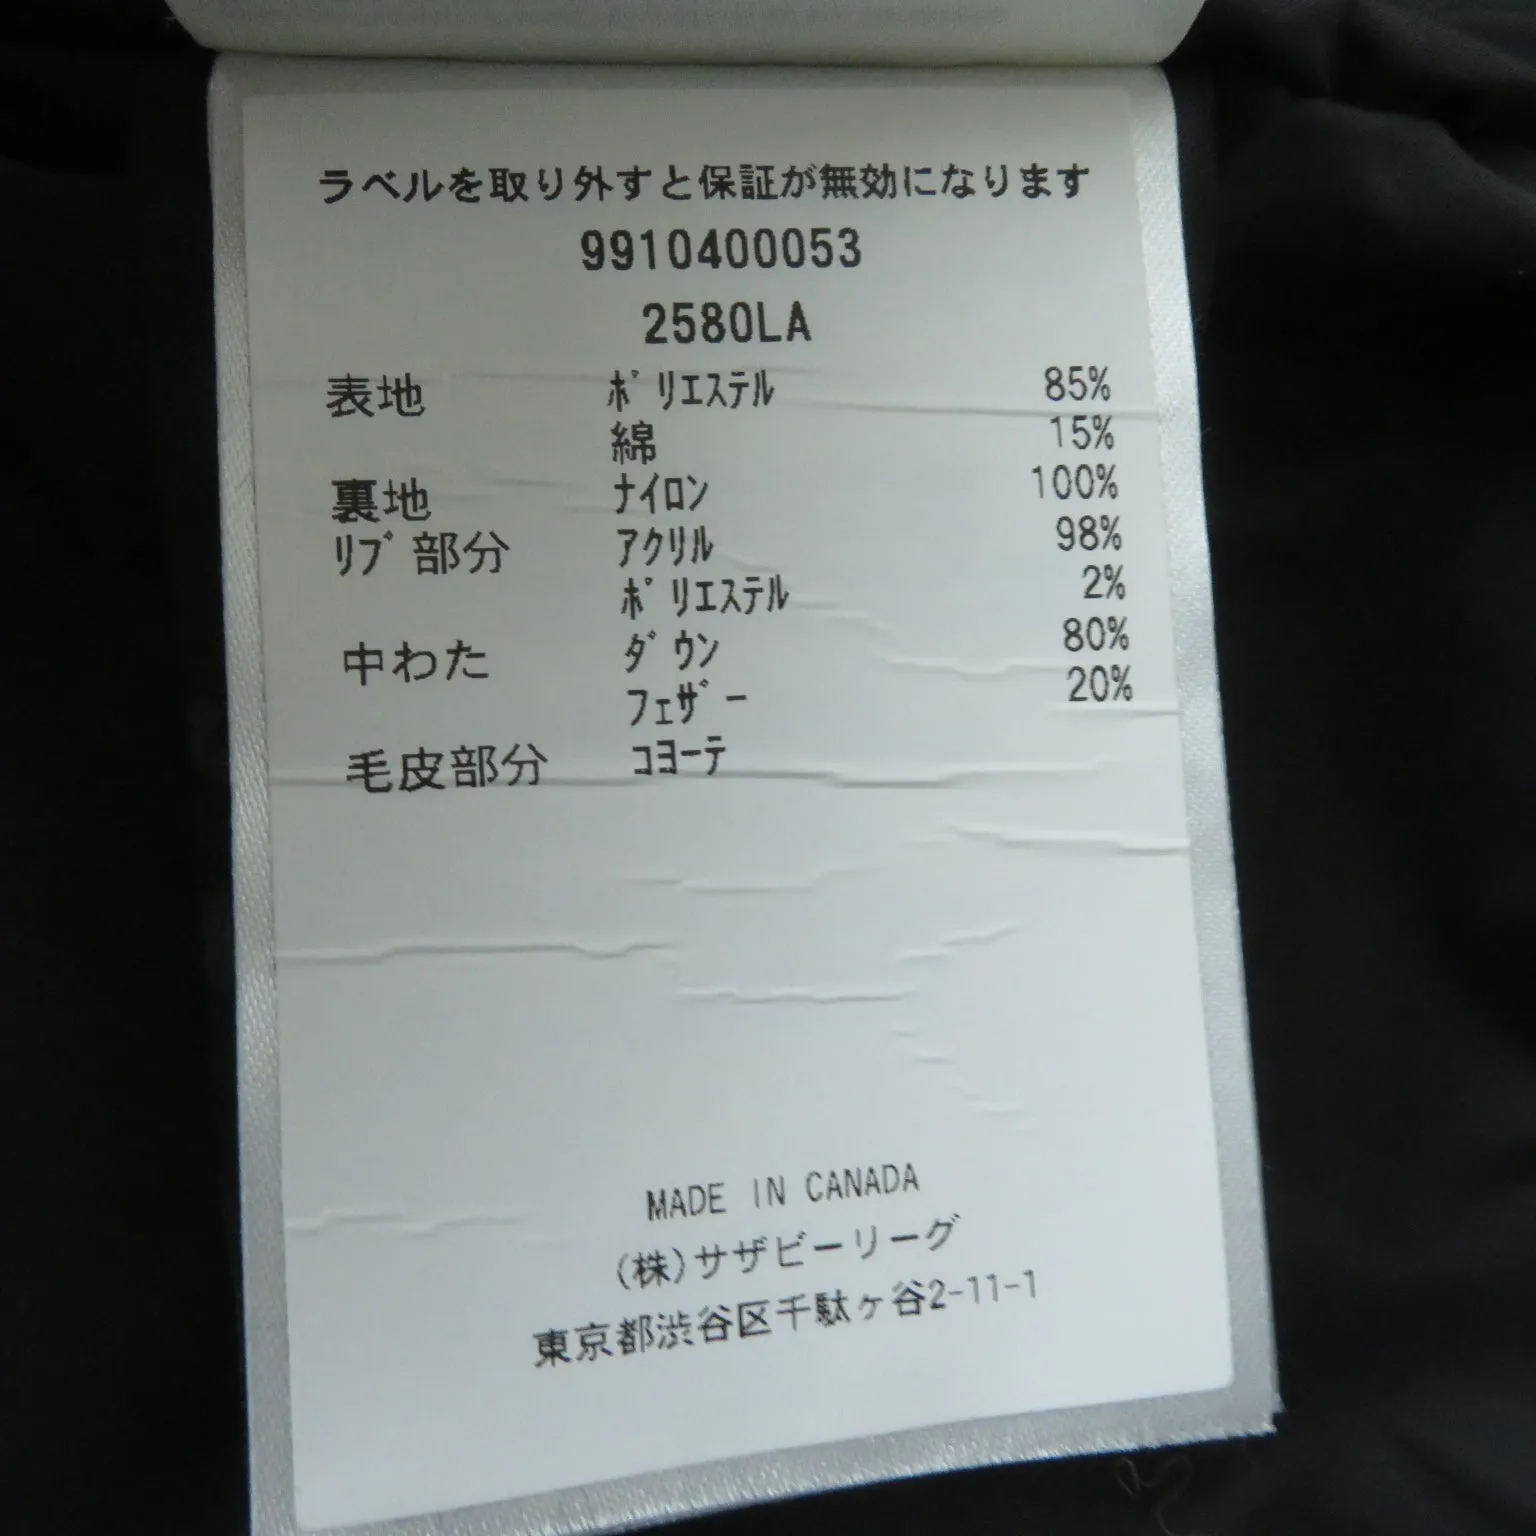 ラベルを取り外すと保証が無効になります
9910400053
2580LA
表地 ﾎﾟﾘｴｽﾃﾙ 85%
綿 15%
裏地 ﾅｲﾛﾝ 100%
ﾘﾌﾞ部分 ｱｸﾘﾙ 98%
ﾎﾟﾘｴｽﾃﾙ 2%
中わた ﾀﾞｳﾝ 80%
ﾌｪｻﾞｰ 20%
毛皮部分 ｺﾖｰﾃ
MADE IN CANADA
(株)サザビーリーグ
東京都渋谷区千駄ヶ谷2-11-1